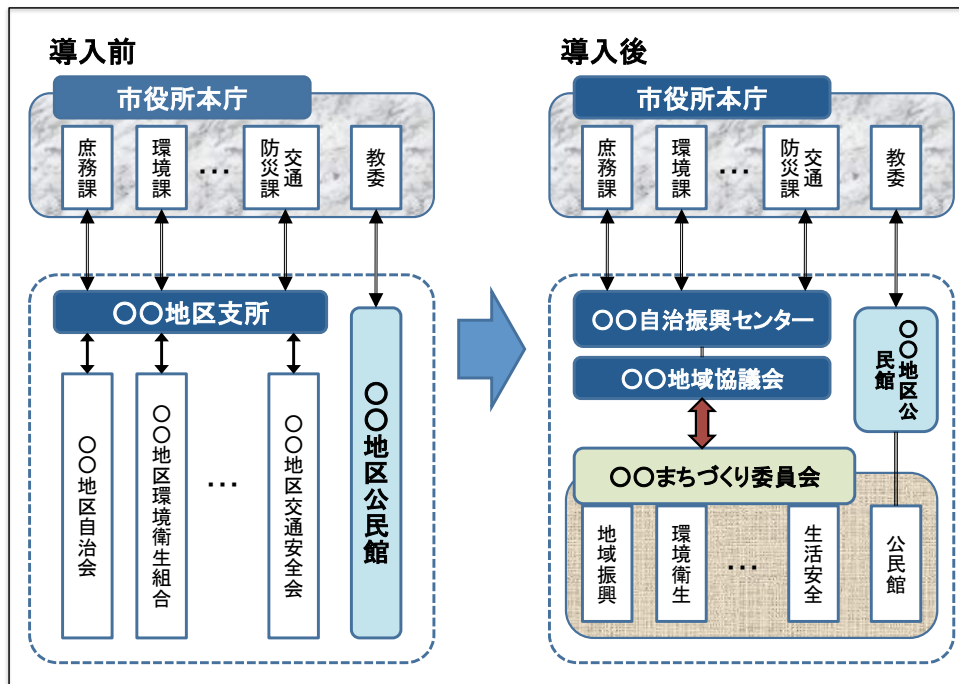 導入前
市役所本庁
庶務課
環境課
…
交通
防災課
教委
〇〇地区支所
〇〇地区自治会
〇〇地区環境衛生組合
…
〇〇地区交通安全会
〇〇地区公民館
導入後
市役所本庁
庶務課
環境課
…
交通
防災課
教委
〇〇自治振興センター
〇〇地域協議会
〇〇地区公
民館
〇〇まちづくり委員会
地域振興
環境衛生
…
生活安全
公民館